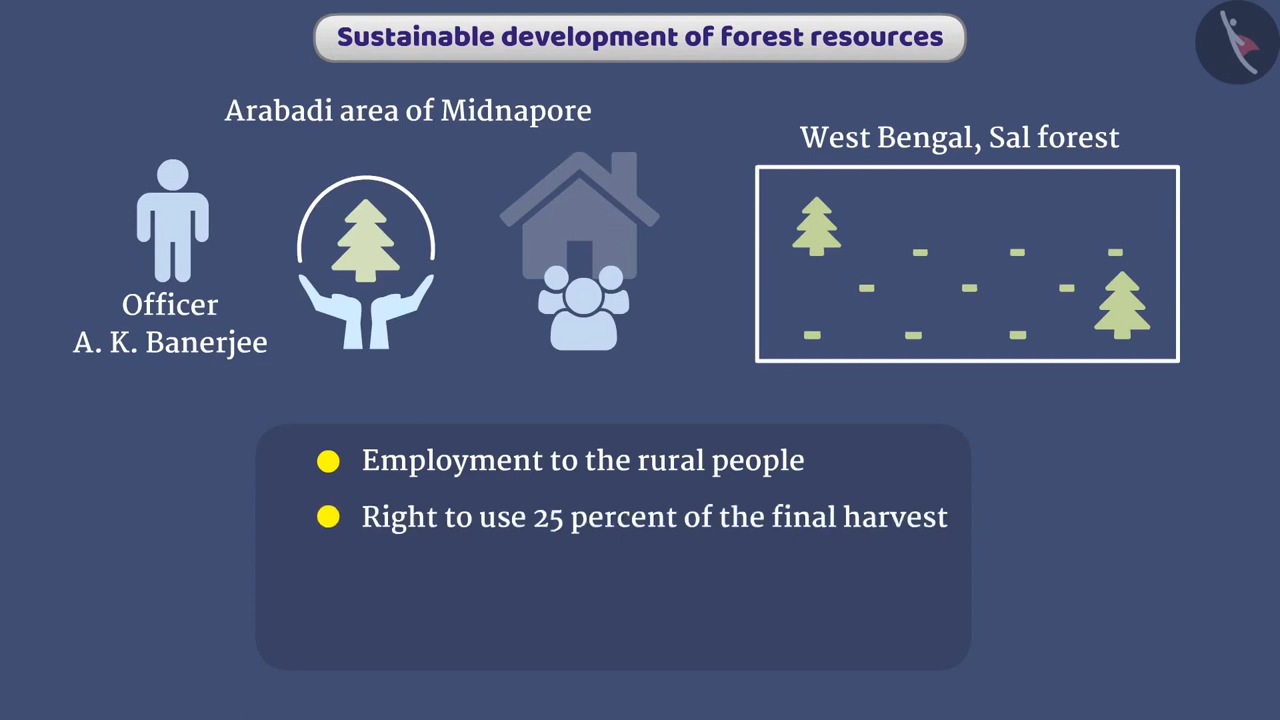 Sustainable development of forest resources
Arabadi area of Midnapore
West Bengal, Sal forest
Officer
A. K. Banerjee
Employment to the rural people
Right to use 25 percent of the final harvest